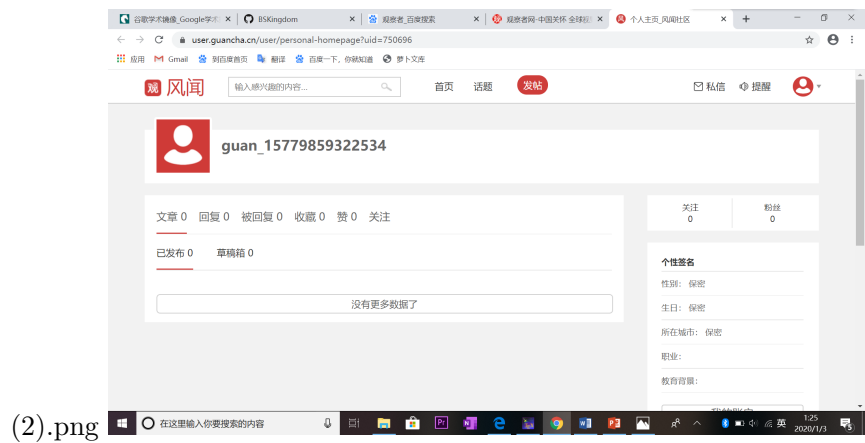 谷歌学术镜像_Google学术
BSKingdom
观察者_百度搜索
观察者网-中国关怀 全球视
个人主页_风闻社区
user.guancha.cn/user/personal-homepage?uid=750696
应用 Gmail 到百度首页 翻译 百度一下，你就知道 萝卜文库
观 风闻 输入感兴趣的内容... 首页 话题 发帖 私信 提醒
guan_15779859322534
文章 0 回复 0 被回复 0 收藏 0 赞 0 关注
关注 粉丝
0 0
已发布 0 草稿箱 0
没有更多数据了
个性签名
性别： 保密
生日： 保密
所在城市： 保密
职业：
教育背景：
在这里输入你要搜索的内容
英
1:25
2020/1/3
(2).png